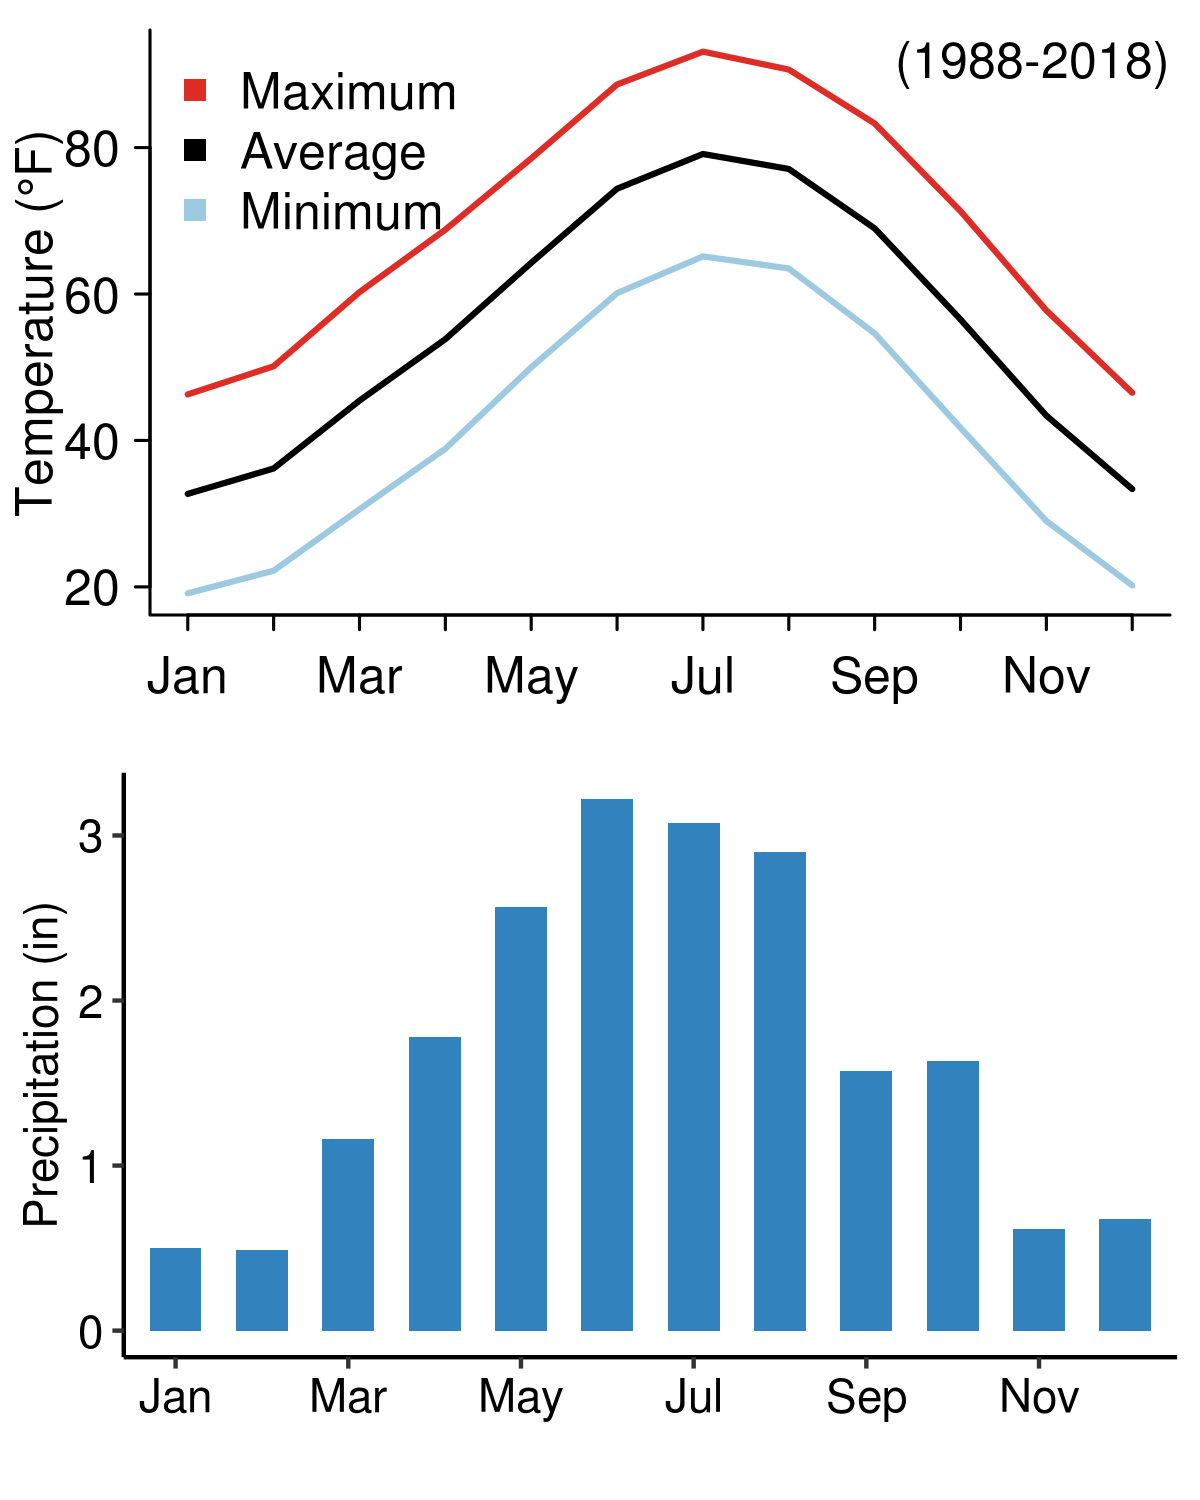 (1988-2018)
Maximum
Average
Minimum
Temperature (°F)
80
60
40
20
Jan Mar May Jul Sep Nov
Precipitation (in)
3
2
1
0
Jan Mar May Jul Sep Nov